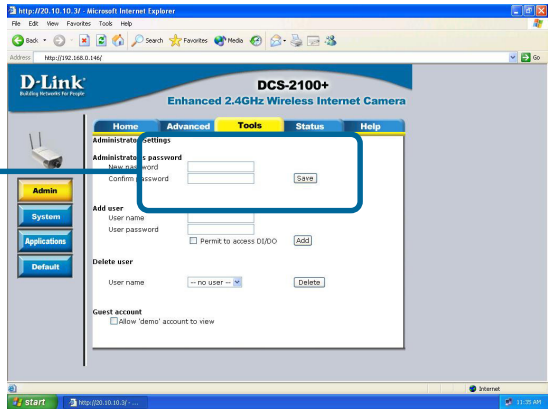 http://20.10.10.3/ - Microsoft Internet Explorer
File Edit View Favorites Tools Help
Back Search Favorites Media
Address http://192.168.0.146/ Go
D-Link
Building Networks for People
DCS-2100+
Enhanced 2.4GHz Wireless Internet Camera
Home Advanced Tools Status Help
Administrator Settings
Administrator's password
New password
Confirm password Save
Admin
System
Applications
Default
Add user
User name
User password
Permit to access DI/DO Add
Delete user
User name -- no user -- Delete
Guest account
Allow 'demo' account to view
Internet
start http://20.10.10.3/ - ... 11:35 AM